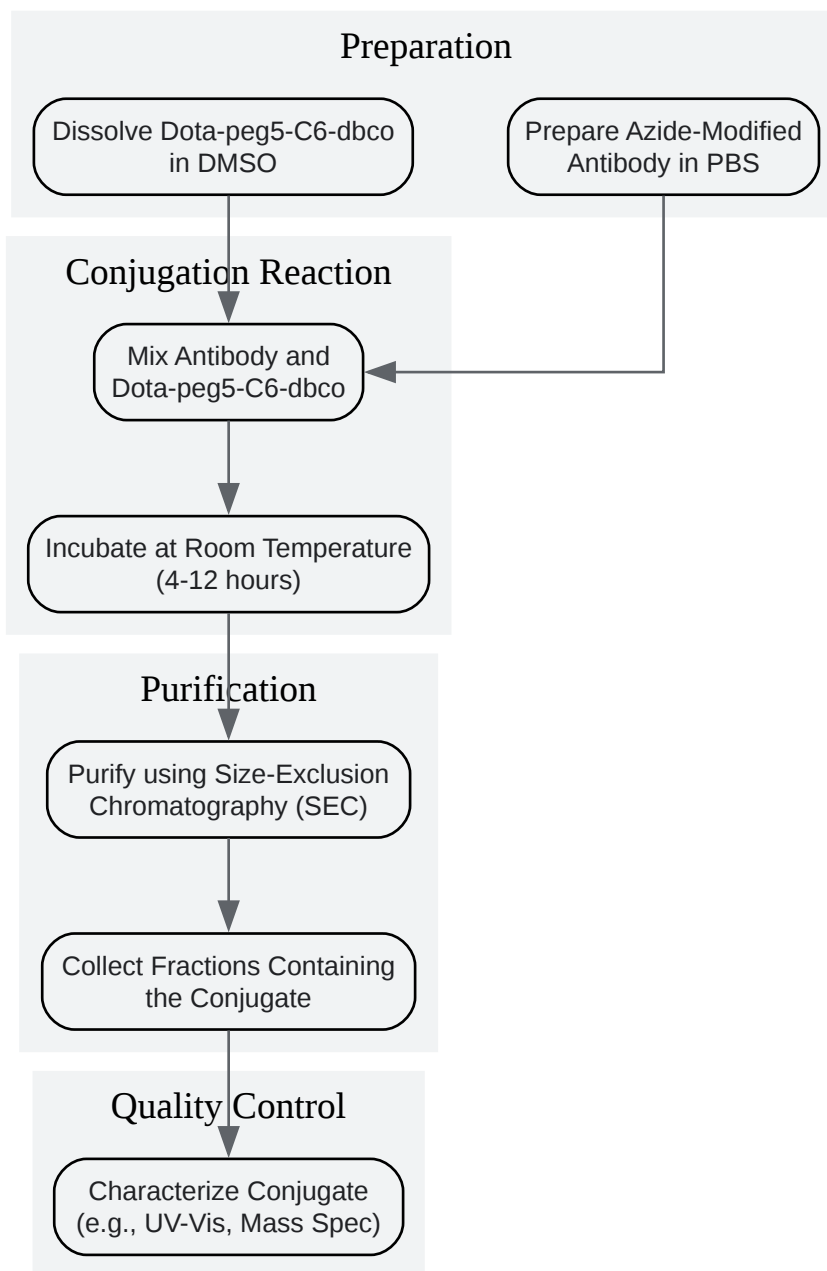 Preparation
Dissolve Dota-peg5-C6-dbco
in DMSO
Prepare Azide-Modified
Antibody in PBS
Conjugation Reaction
Mix Antibody and
Dota-peg5-C6-dbco
Incubate at Room Temperature
(4-12 hours)
Purification
Purify using Size-Exclusion
Chromatography (SEC)
Collect Fractions Containing
the Conjugate
Quality Control
Characterize Conjugate
(e.g., UV-Vis, Mass Spec)